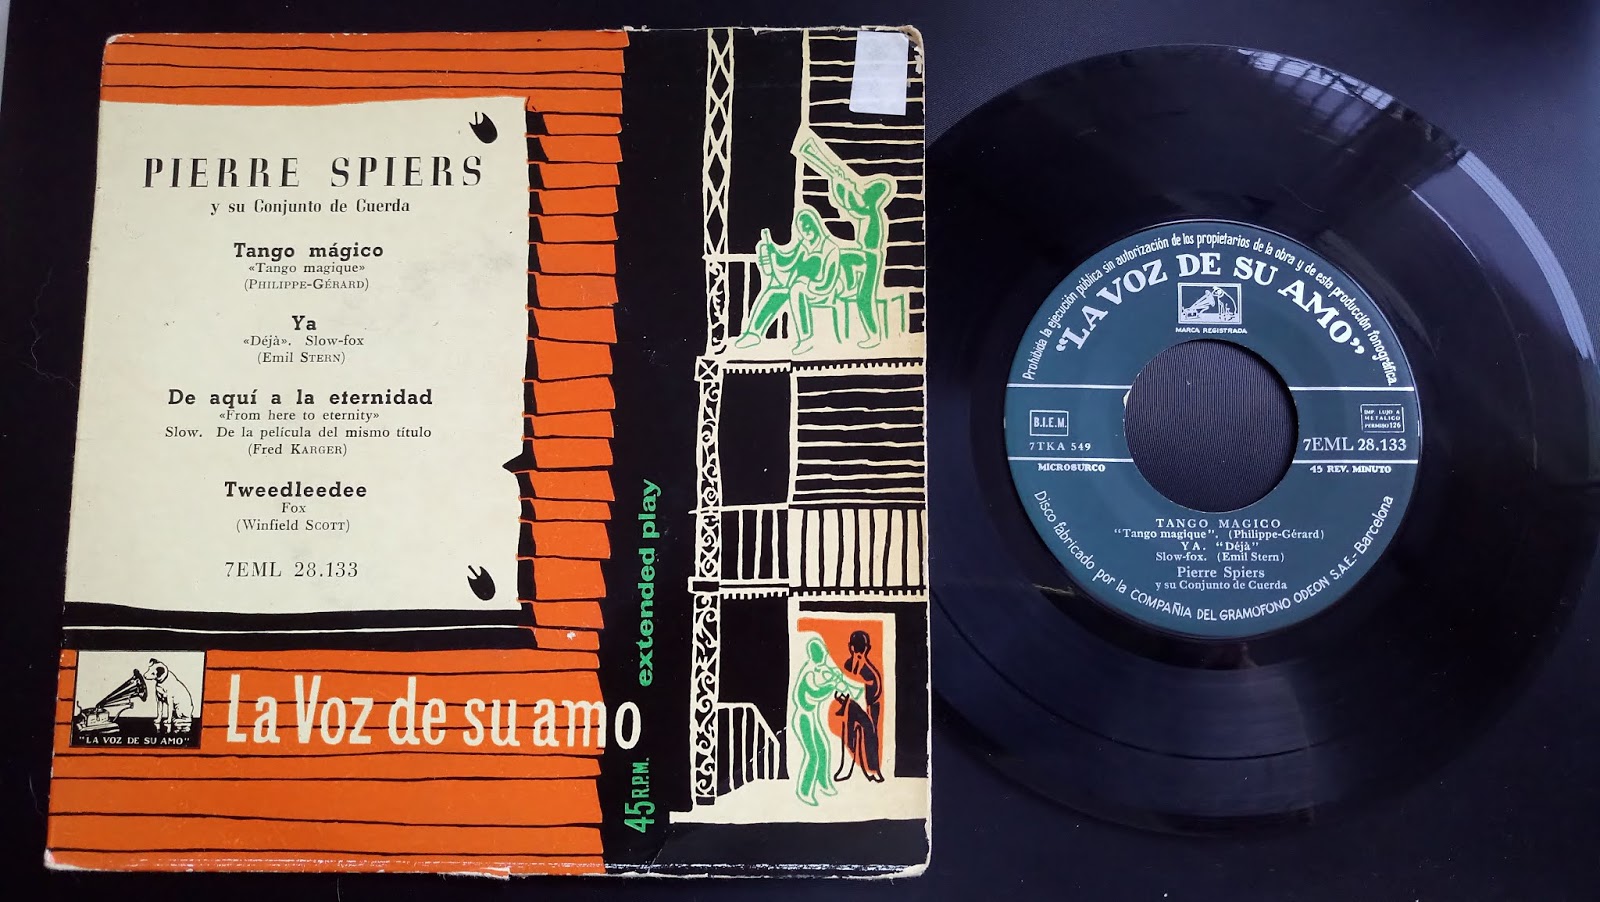 PIERRE SPIERS
y su Conjunto de Cuerda
Tango mágico
«Tango magique»
(PHILIPPE-GÉRARD)
Ya
«Déjà». Slow-fox
(Emil STERN)
De aquí a la eternidad
«From here to eternity»
Slow. De la película del mismo título
(Fred KARGER)
Tweedleedee
Fox
(Winfield SCOTT)
7EML 28.133
"LA VOZ DE SU AMO"
La Voz de su amo
45 R.P.M. extended play
Prohibida la ejecución pública sin autorización de los propietarios de la obra y de esta producción fonográfica.
"LA VOZ DE SU AMO"
MARCA REGISTRADA
B.I.E.M.
7TKA 549
MICROSURCO
IMP. LUJO A
METALICO
PERMISO 126
7EML 28.133
45 REV. MINUTO
TANGO MAGICO
"Tango magique". (Philippe-Gérard)
YA. "Déjà"
Slow-fox. (Emil Stern)
Pierre Spiers
y su Conjunto de Cuerda
Disco fabricado por la COMPAÑIA DEL GRAMOFONO ODEON S.A.E.- Barcelona